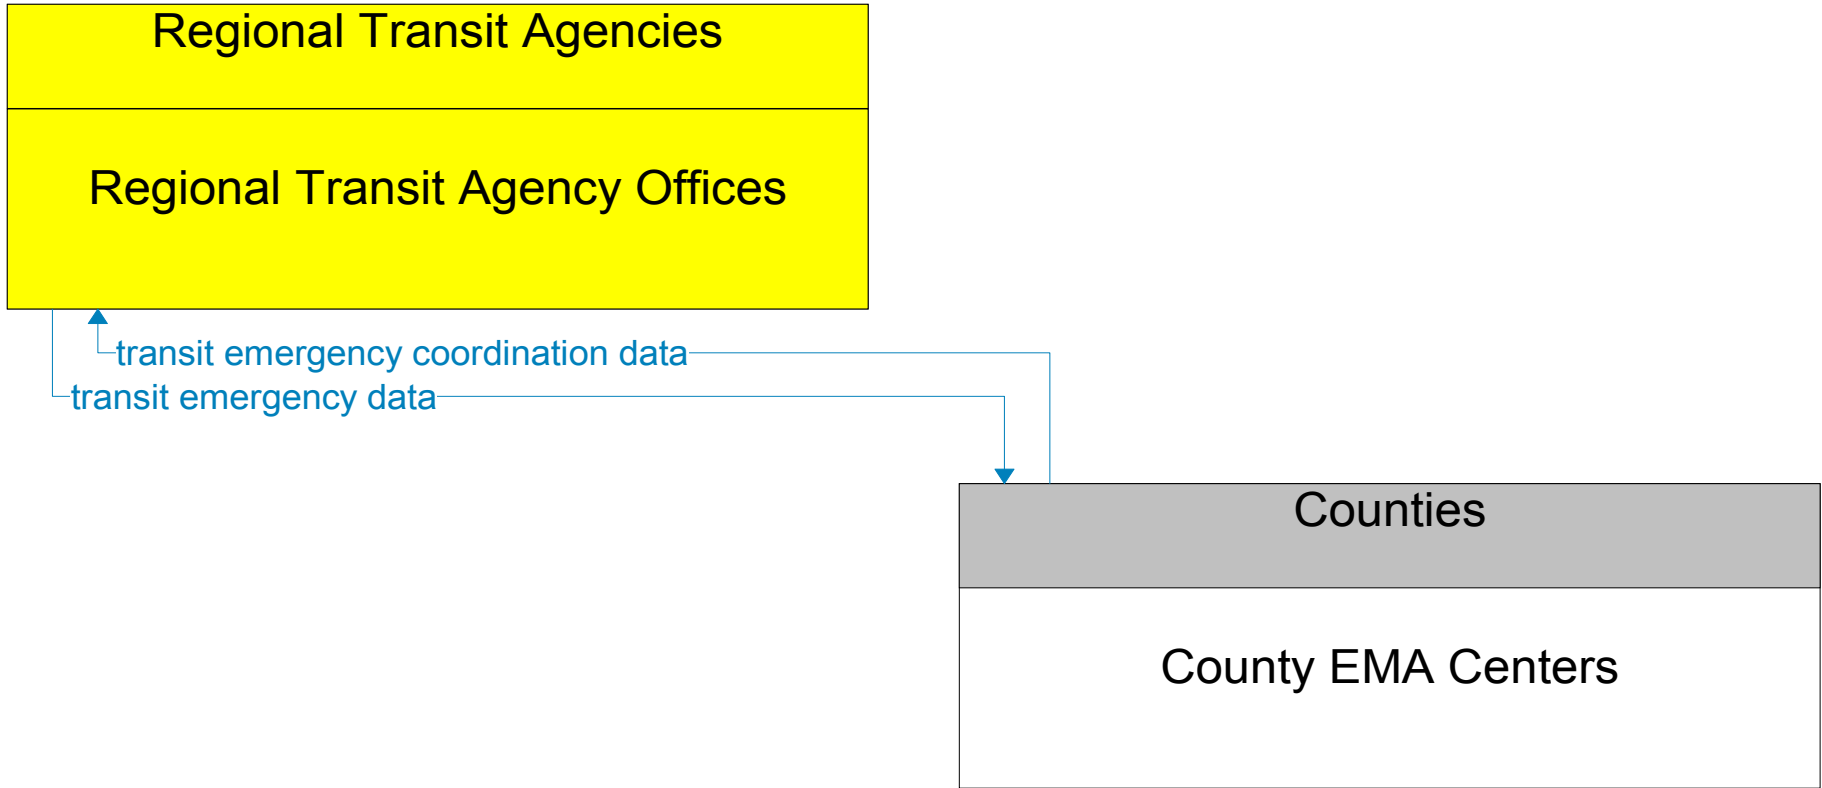 Regional Transit Agencies
Regional Transit Agency Offices
transit emergency coordination data
transit emergency data
Counties
County EMA Centers